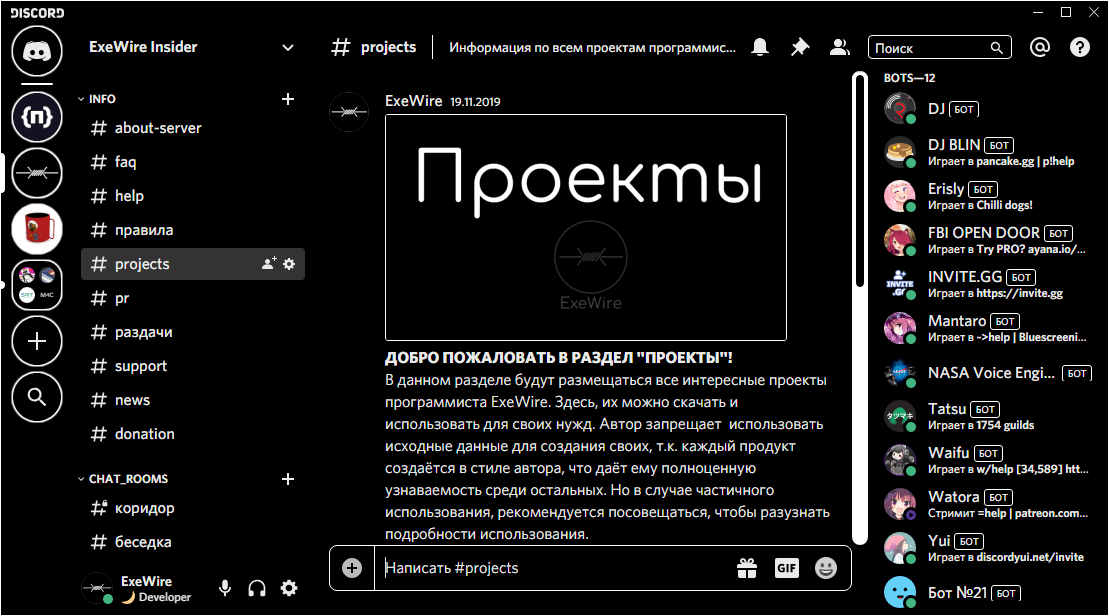 DISCORD
ExeWire Insider
# projects
Информация по всем проектам программис...
Поиск
INFO
# about-server
# faq
# help
# правила
# projects
# pr
# раздачи
# support
# news
# donation
CHAT_ROOMS
# коридор
# беседка
ExeWire
🌙 Developer
ExeWire 19.11.2019
Проекты
ExeWire
ДОБРО ПОЖАЛОВАТЬ В РАЗДЕЛ "ПРОЕКТЫ"!
В данном разделе будут размещаться все интересные проекты
программиста ExeWire. Здесь, их можно скачать и
использовать для своих нужд. Автор запрещает использовать
исходные данные для создания своих, т.к. каждый продукт
создаётся в стиле автора, что даёт ему полноценную
узнаваемость среди остальных. Но в случае частичного
использования, рекомендуется посовещаться, чтобы разузнать
подробности использования.
Написать #projects
GIF
BOTS—12
DJ БОТ
DJ BLIN БОТ
Играет в pancake.gg | p!help
Erisly БОТ
Играет в Chilli dogs!
FBI OPEN DOOR БОТ
Играет в Try PRO? ayana.io/...
INVITE
.GG
INVITE.GG БОТ
Играет в https://invite.gg
Mantaro БОТ
Играет в ~>help | Bluescreeni...
NASA Voice Engi... БОТ
Tatsu БОТ
Играет в 1754 guilds
Waifu БОТ
Играет в w/help [34,589] htt...
Watora БОТ
Стримит =help | patreon.com...
Yui БОТ
Играет в discordyui.net/invite
Бот №21 БОТ